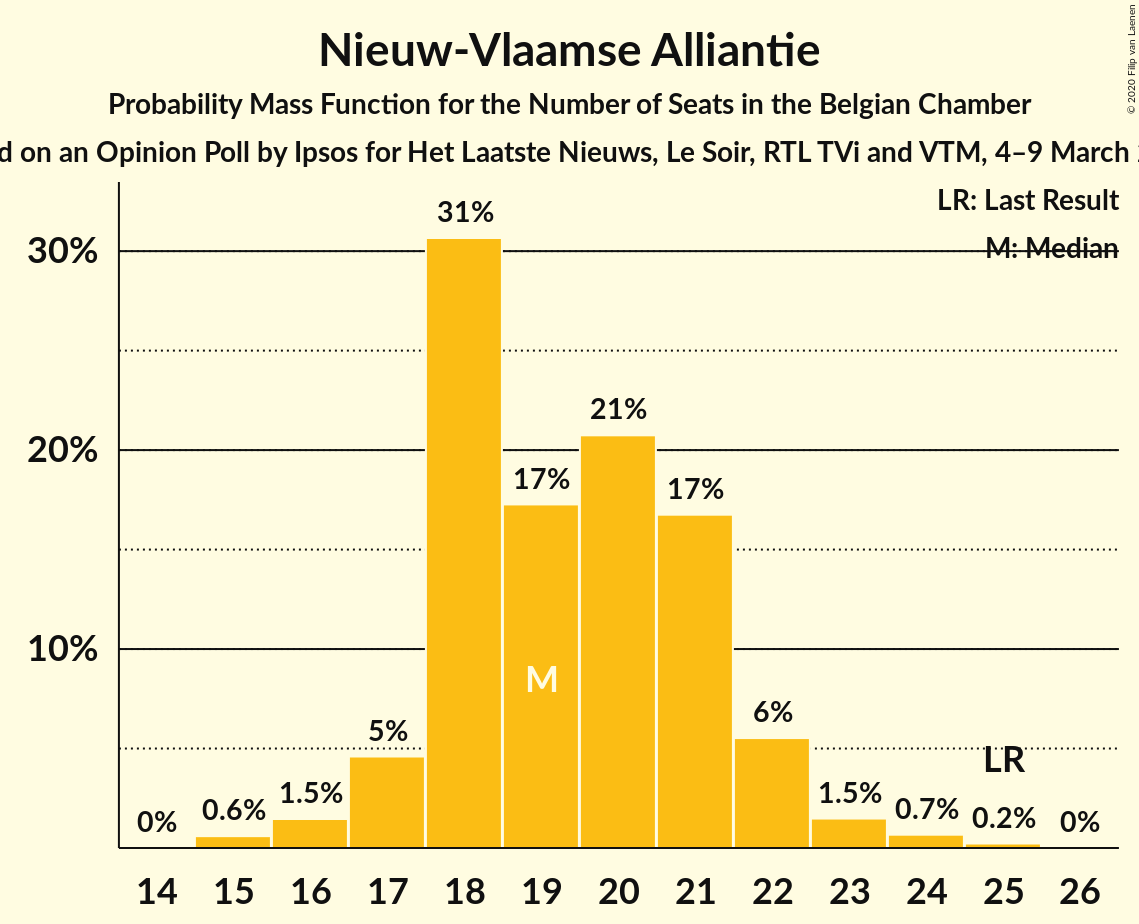 Nieuw-Vlaamse Alliantie
Probability Mass Function for the Number of Seats in the Belgian Chamber
on an Opinion Poll by Ipsos for Het Laatste Nieuws, Le Soir, RTL TVi and VTM, 4–9 March
© 2020 Filip van Laenen
LR: Last Result
M: Median
30%
20%
10%
0%
0.6%
1.5%
5%
31%
17%
21%
17%
6%
1.5%
0.7%
0.2%
0%
M
LR
14 15 16 17 18 19 20 21 22 23 24 25 26